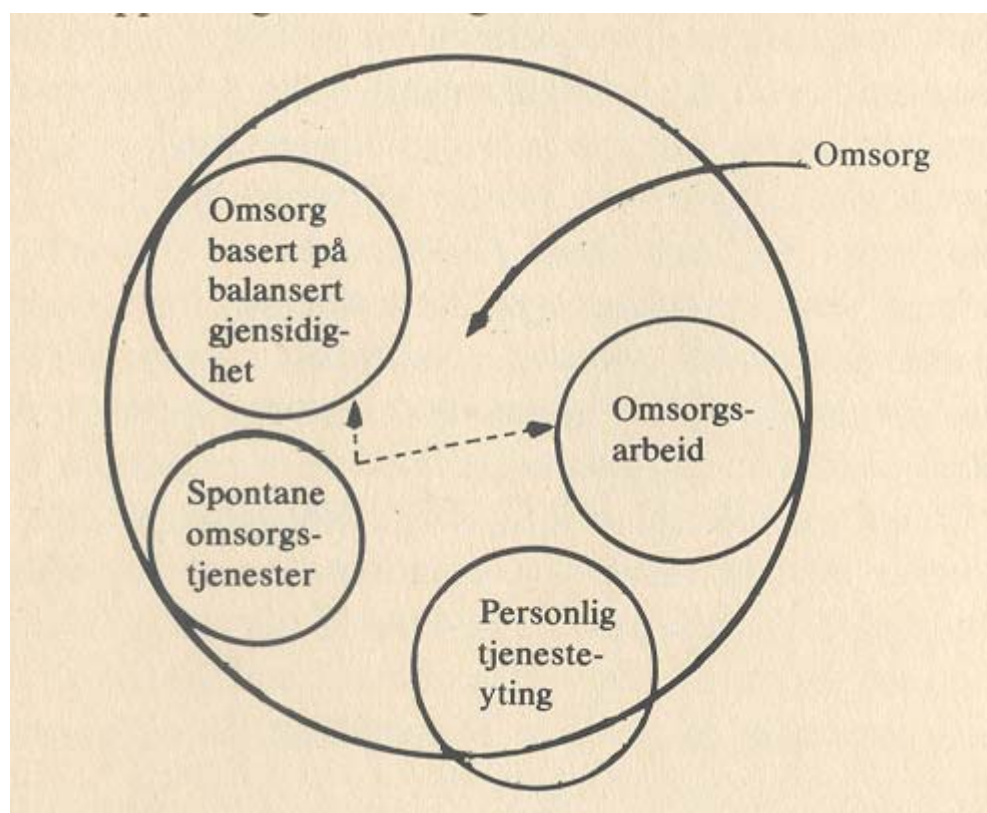 Omsorg
Omsorg
basert på
balansert
gjensidig-
het
Omsorgs-
arbeid
Spontane
omsorgs-
tjenester
Personlig
tjeneste-
yting